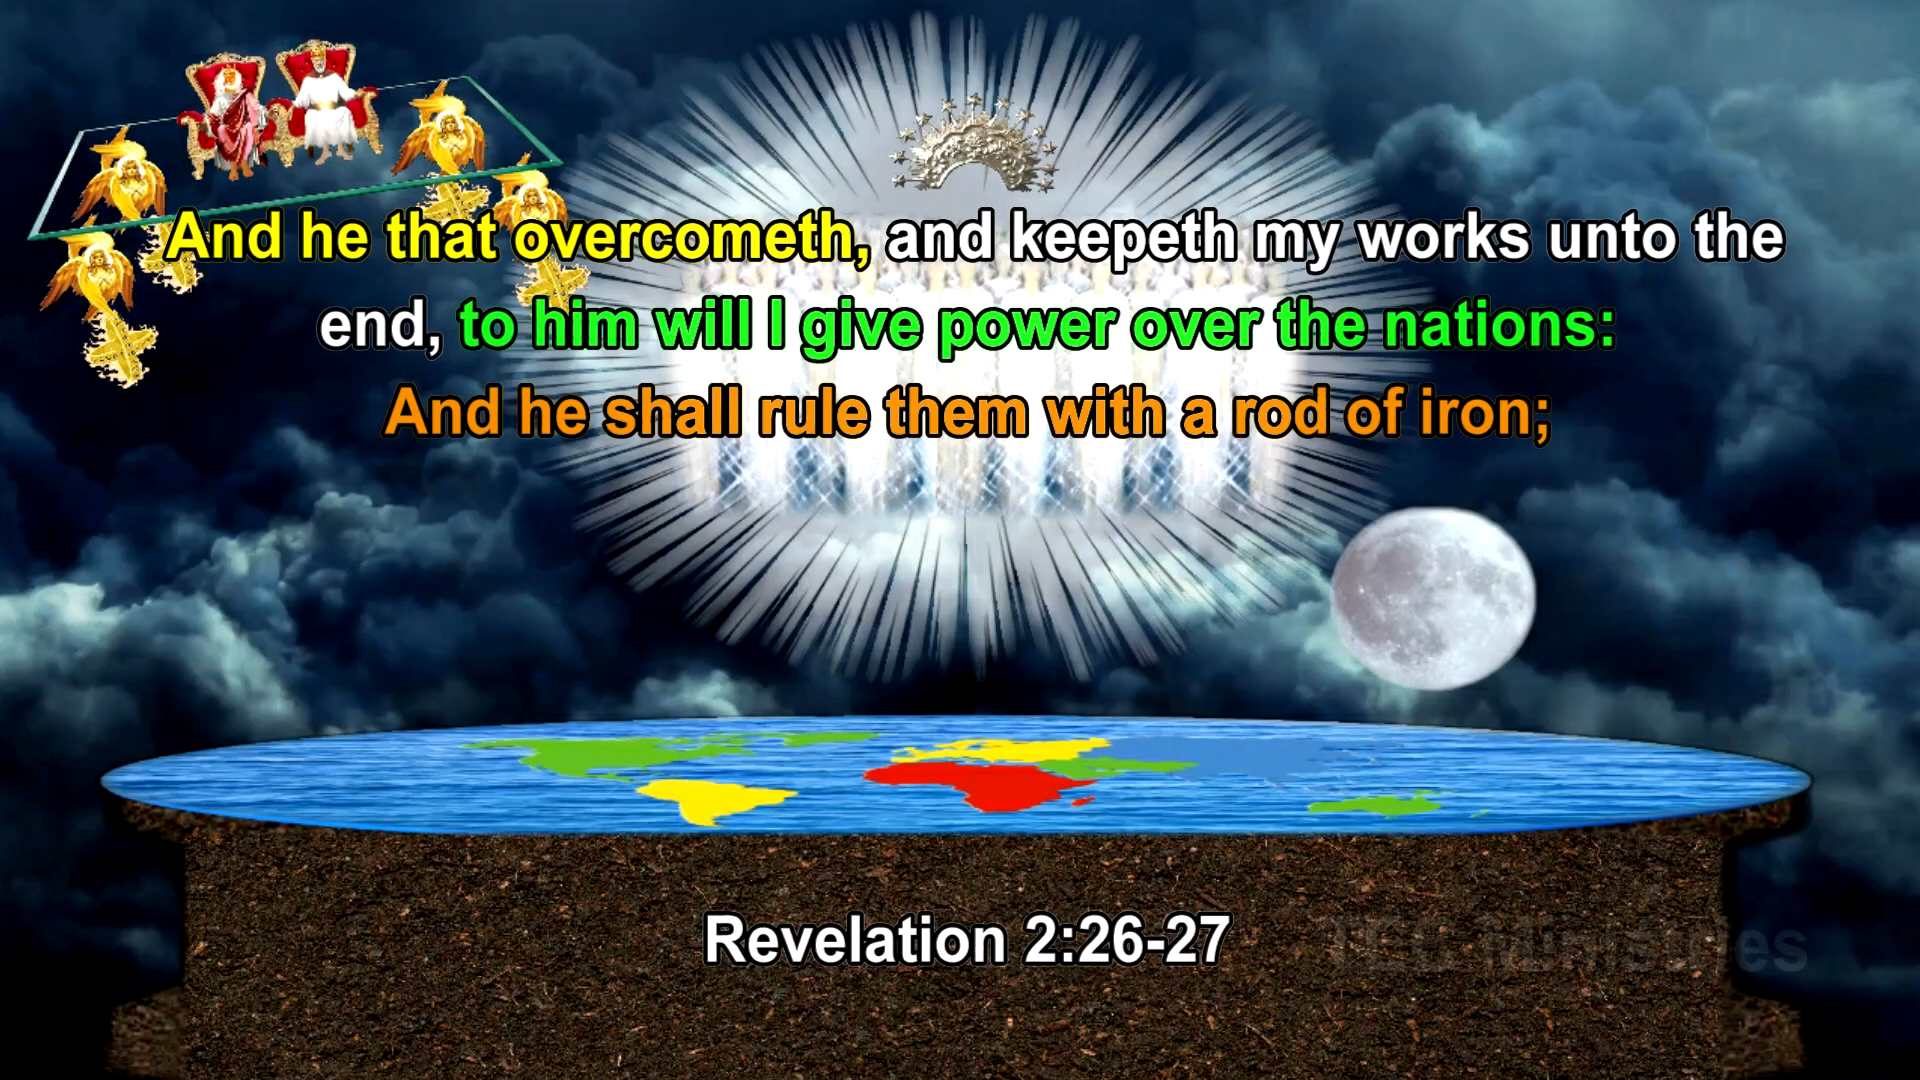 And he that overcometh, and keepeth my works unto the
end, to him will I give power over the nations:
And he shall rule them with a rod of iron;
Revelation 2:26-27
Ministries